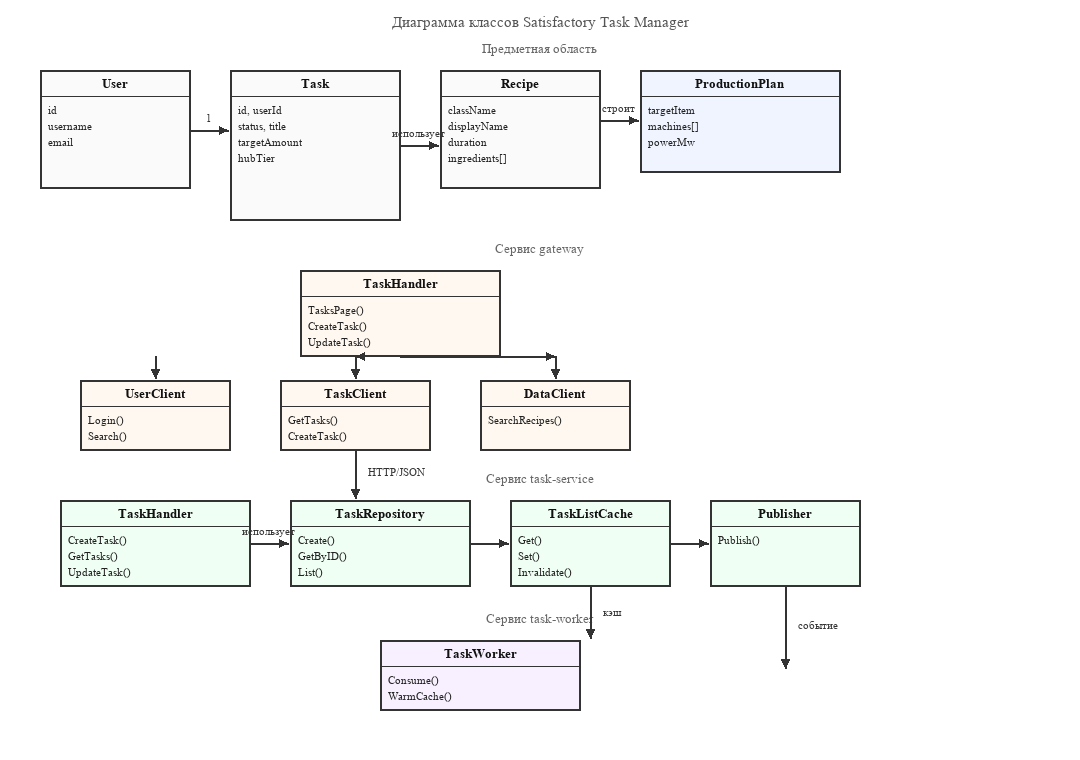 Диаграмма классов Satisfactory Task Manager
Предметная область
User
id
username
email
1
Task
id, userId
status, title
targetAmount
hubTier
использует
Recipe
className
displayName
duration
ingredients[]
строит
ProductionPlan
targetItem
machines[]
powerMw
Сервис gateway
TaskHandler
TasksPage()
CreateTask()
UpdateTask()
UserClient
Login()
Search()
TaskClient
GetTasks()
CreateTask()
DataClient
SearchRecipes()
HTTP/JSON
Сервис task-service
TaskHandler
CreateTask()
GetTasks()
UpdateTask()
использует
TaskRepository
Create()
GetByID()
List()
TaskListCache
Get()
Set()
Invalidate()
Publisher
Publish()
кэш
событие
Сервис task-worker
TaskWorker
Consume()
WarmCache()